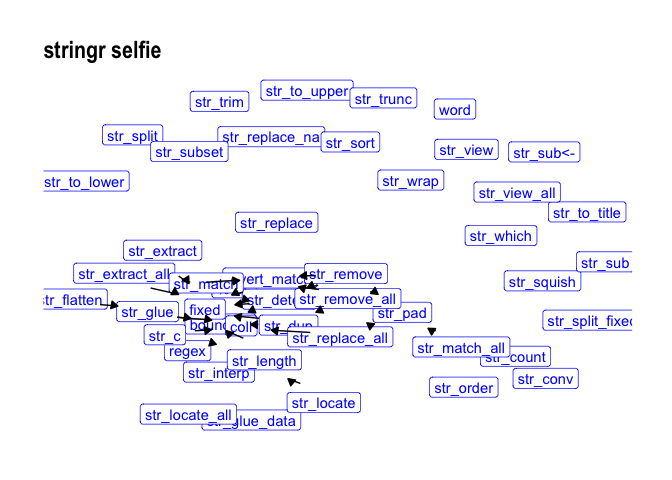 stringr selfie
str_to_upper
str_trim
str_trunc
word
str_split
str_replace_na
str_sort
str_subset
str_view
str_sub<-
str_to_lower
str_wrap
str_view_all
str_to_title
str_replace
str_which
str_extract
str_sub
str_extract_all
str_match
vert_match
str_remove
str_squish
str_flatten
str_dete
str_remove_all
str_glue
fixed
str_pad
str_split_fixed
bound
coll
str_dup
str_c
str_replace_all
regex
str_match_all
str_count
str_length
str_interp
str_conv
str_order
str_locate
str_locate_all
str_glue_data